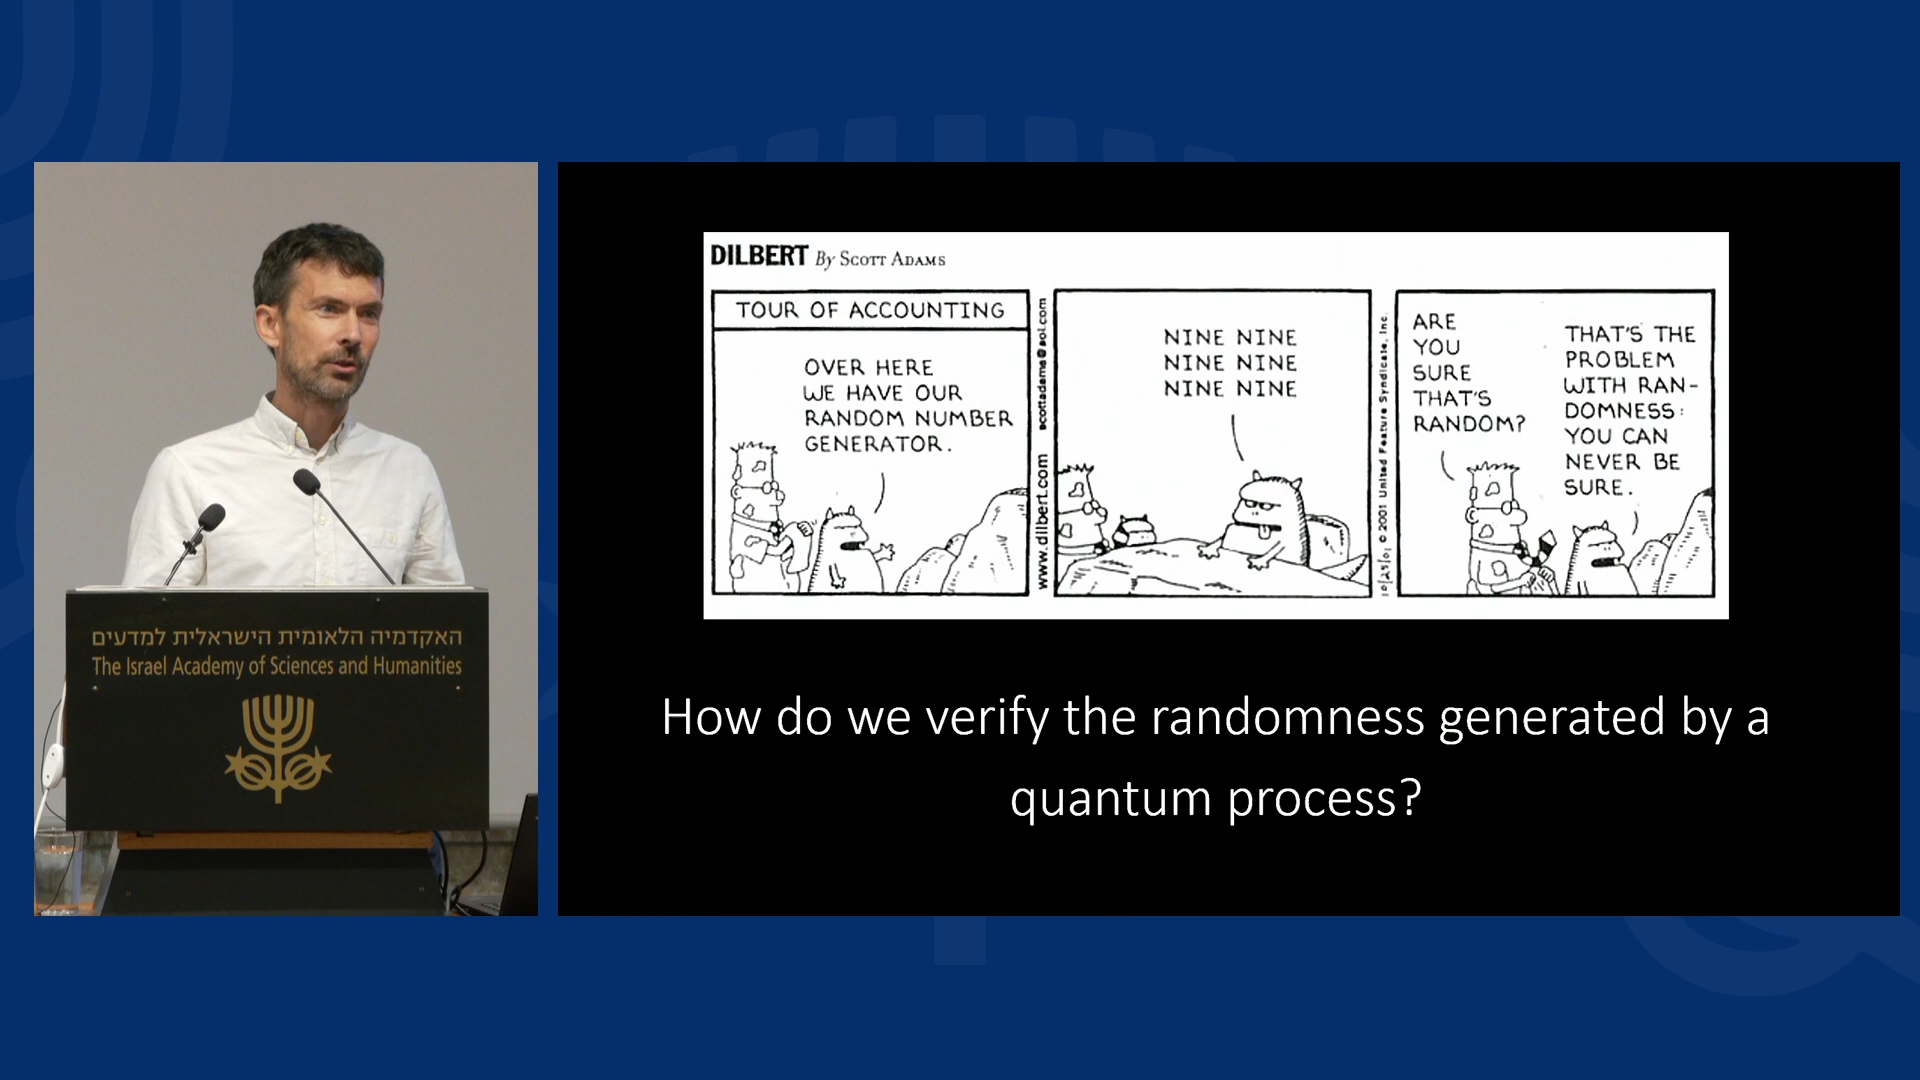 האקדמיה הלאומית הישראלית למדעים
The Israel Academy of Sciences and Humanities
DILBERT By SCOTT ADAMS
TOUR OF ACCOUNTING
OVER HERE
WE HAVE OUR
RANDOM NUMBER
GENERATOR.
www.dilbert.com scottadams@aol.com
NINE NINE
NINE NINE
NINE NINE
© 2001 United Feature Syndicate, Inc.
ARE
YOU
SURE
THAT'S
RANDOM?
THAT'S THE
PROBLEM
WITH RAN-
DOMNESS:
YOU CAN
NEVER BE
SURE.
How do we verify the randomness generated by a
quantum process?